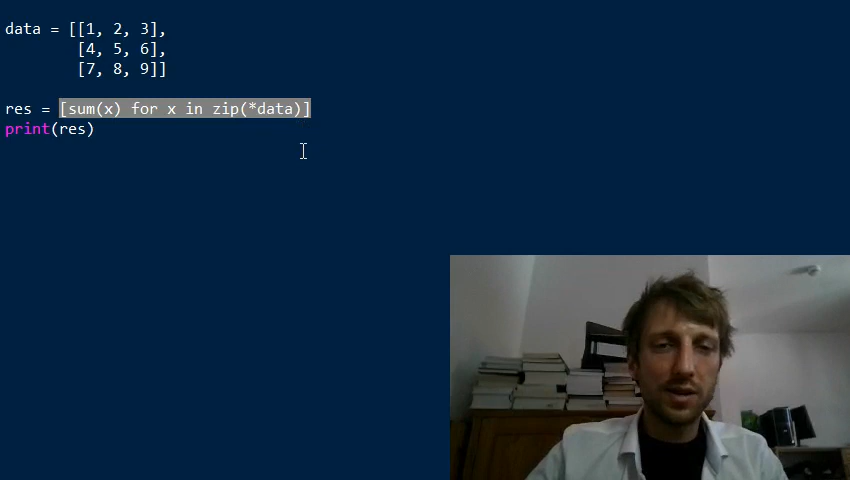 data = [[1, 2, 3],
[4, 5, 6],
[7, 8, 9]]
res = [sum(x) for x in zip(*data)]
print(res)